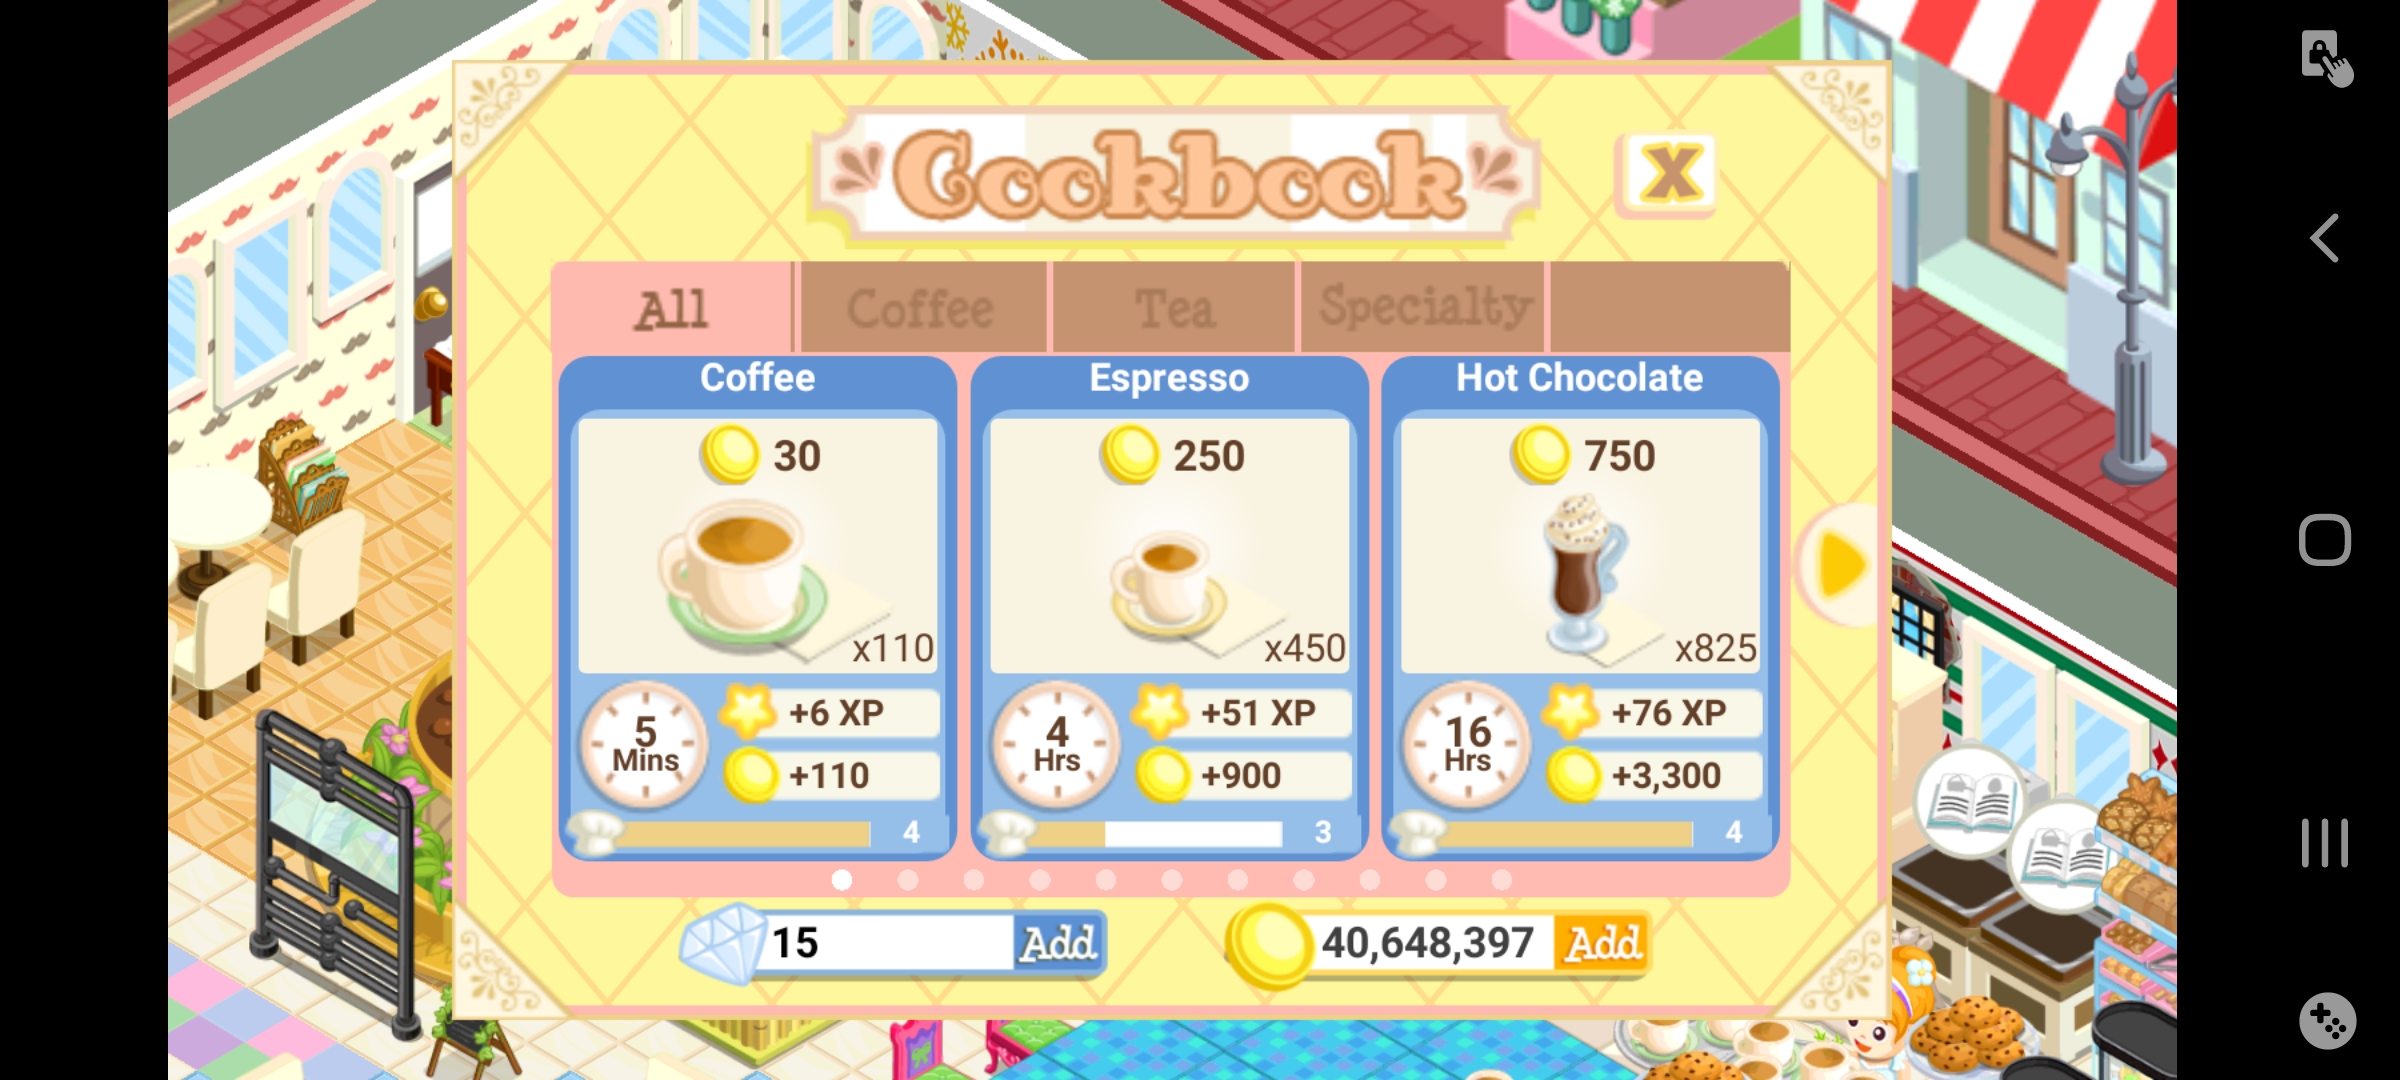 Cookbook
X
All
Coffee
Tea
Specialty
Coffee
30
x110
5
Mins
+6 XP
+110
4
Espresso
250
x450
4
Hrs
+51 XP
+900
3
Hot Chocolate
750
x825
16
Hrs
+76 XP
+3,300
4
15
Add
40,648,397
Add